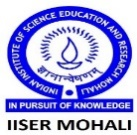 INDIAN INSTITUTE OF SCIENCE EDUCATION AND RESEARCH MOHALI
IN PURSUIT OF KNOWLEDGE
IISER MOHALI